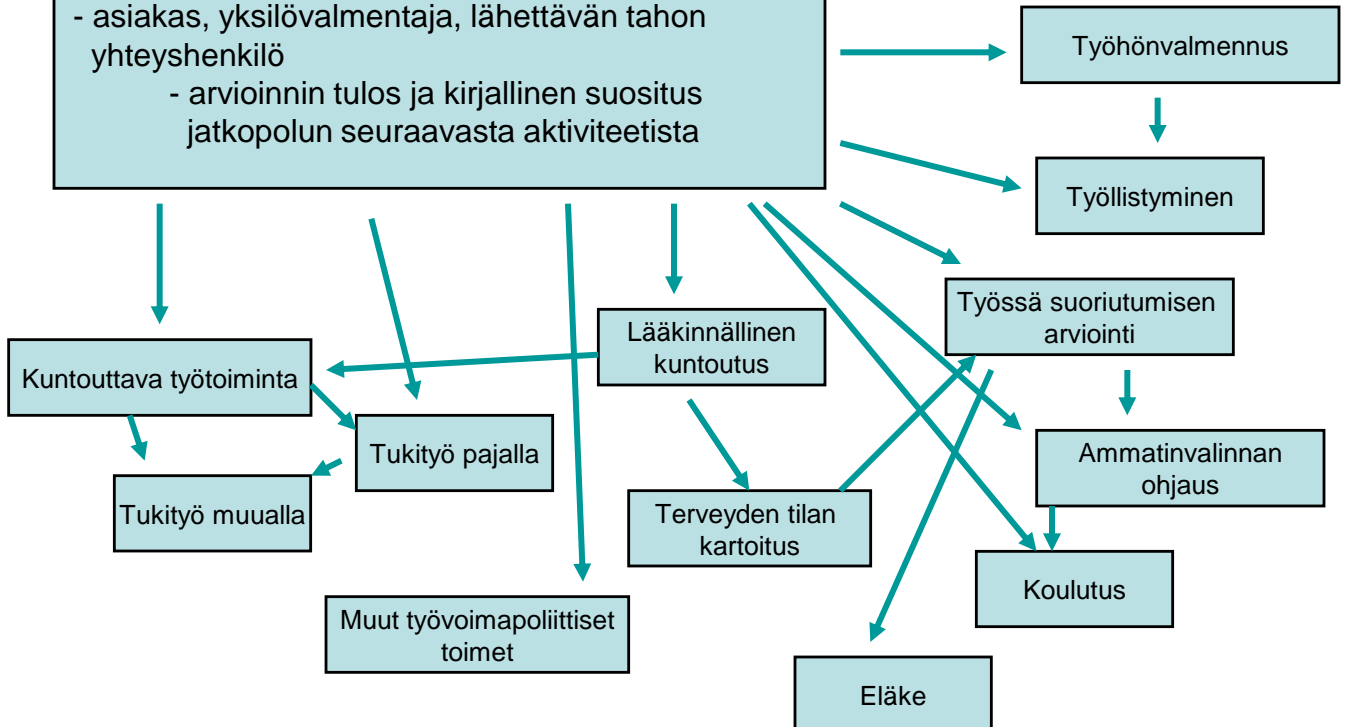 - asiakas, yksilövalmentaja, lähettävän tahon
yhteyshenkilö
- arvioinnin tulos ja kirjallinen suositus
jatkopolun seuraavasta aktiviteetista
Työhönvalmennus
Työllistyminen
Työssä suoriutumisen
arviointi
Lääkinnällinen
kuntoutus
Kuntouttava työtoiminta
Tukityö pajalla
Ammatinvalinnan
ohjaus
Tukityö muualla
Terveyden tilan
kartoitus
Koulutus
Muut työvoimapoliittiset
toimet
Eläke